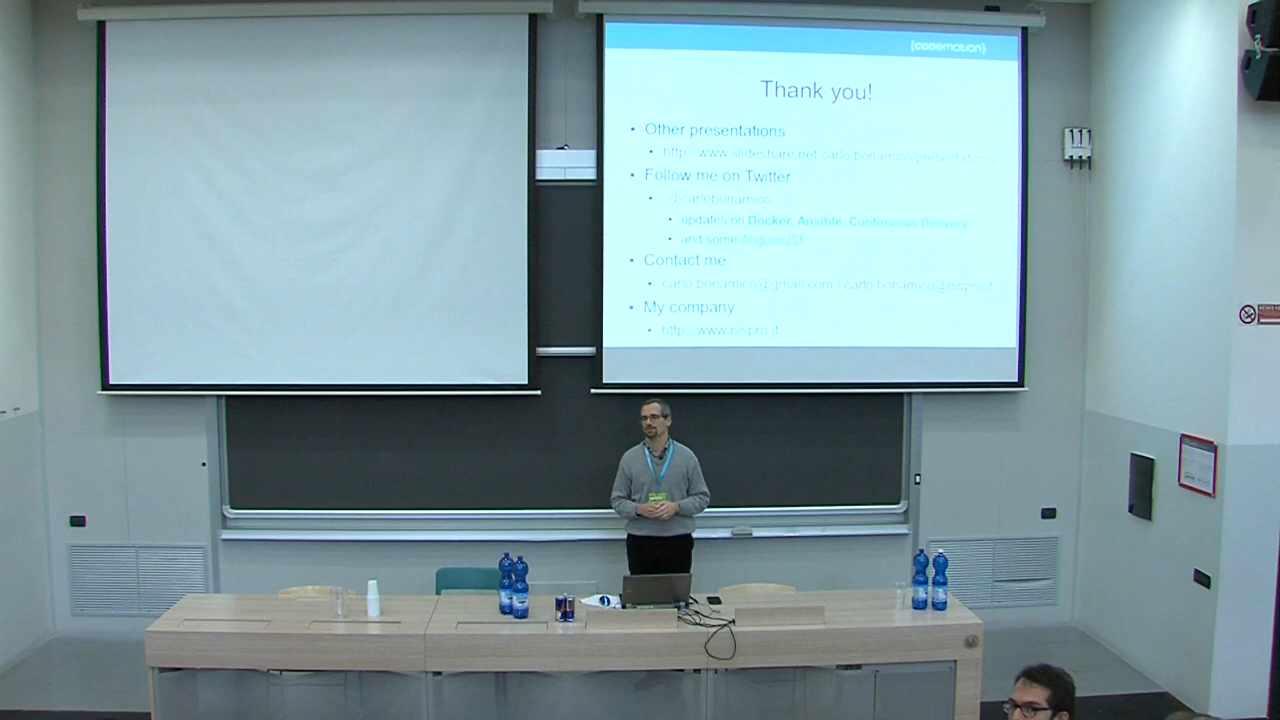 {codemotion}
Thank you!
• Other presentations
• http://www.slideshare.net/carlo.bonamico/presentations
• Follow me on Twitter
• @carlobonamico
• updates on Docker, Ansible, Continuous Delivery
• and some AngularJS!
• Contact me
• carlo.bonamico@gmail.com / carlo.bonamico@nispro.it
• My company
• http://www.nispro.it